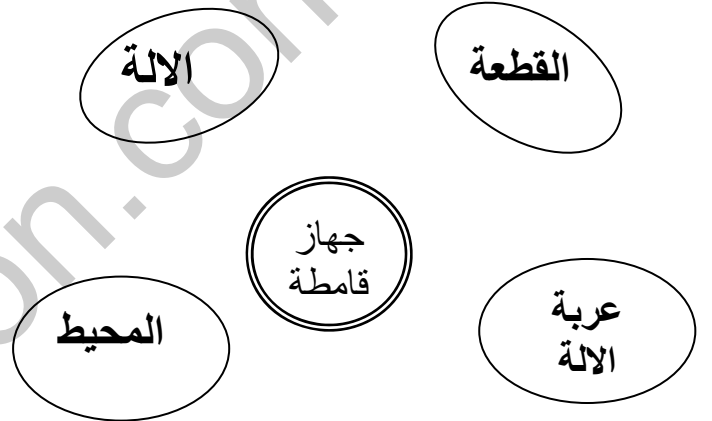 القطعة
الالة
جهاز
قامطة
عربة
الالة
المحيط